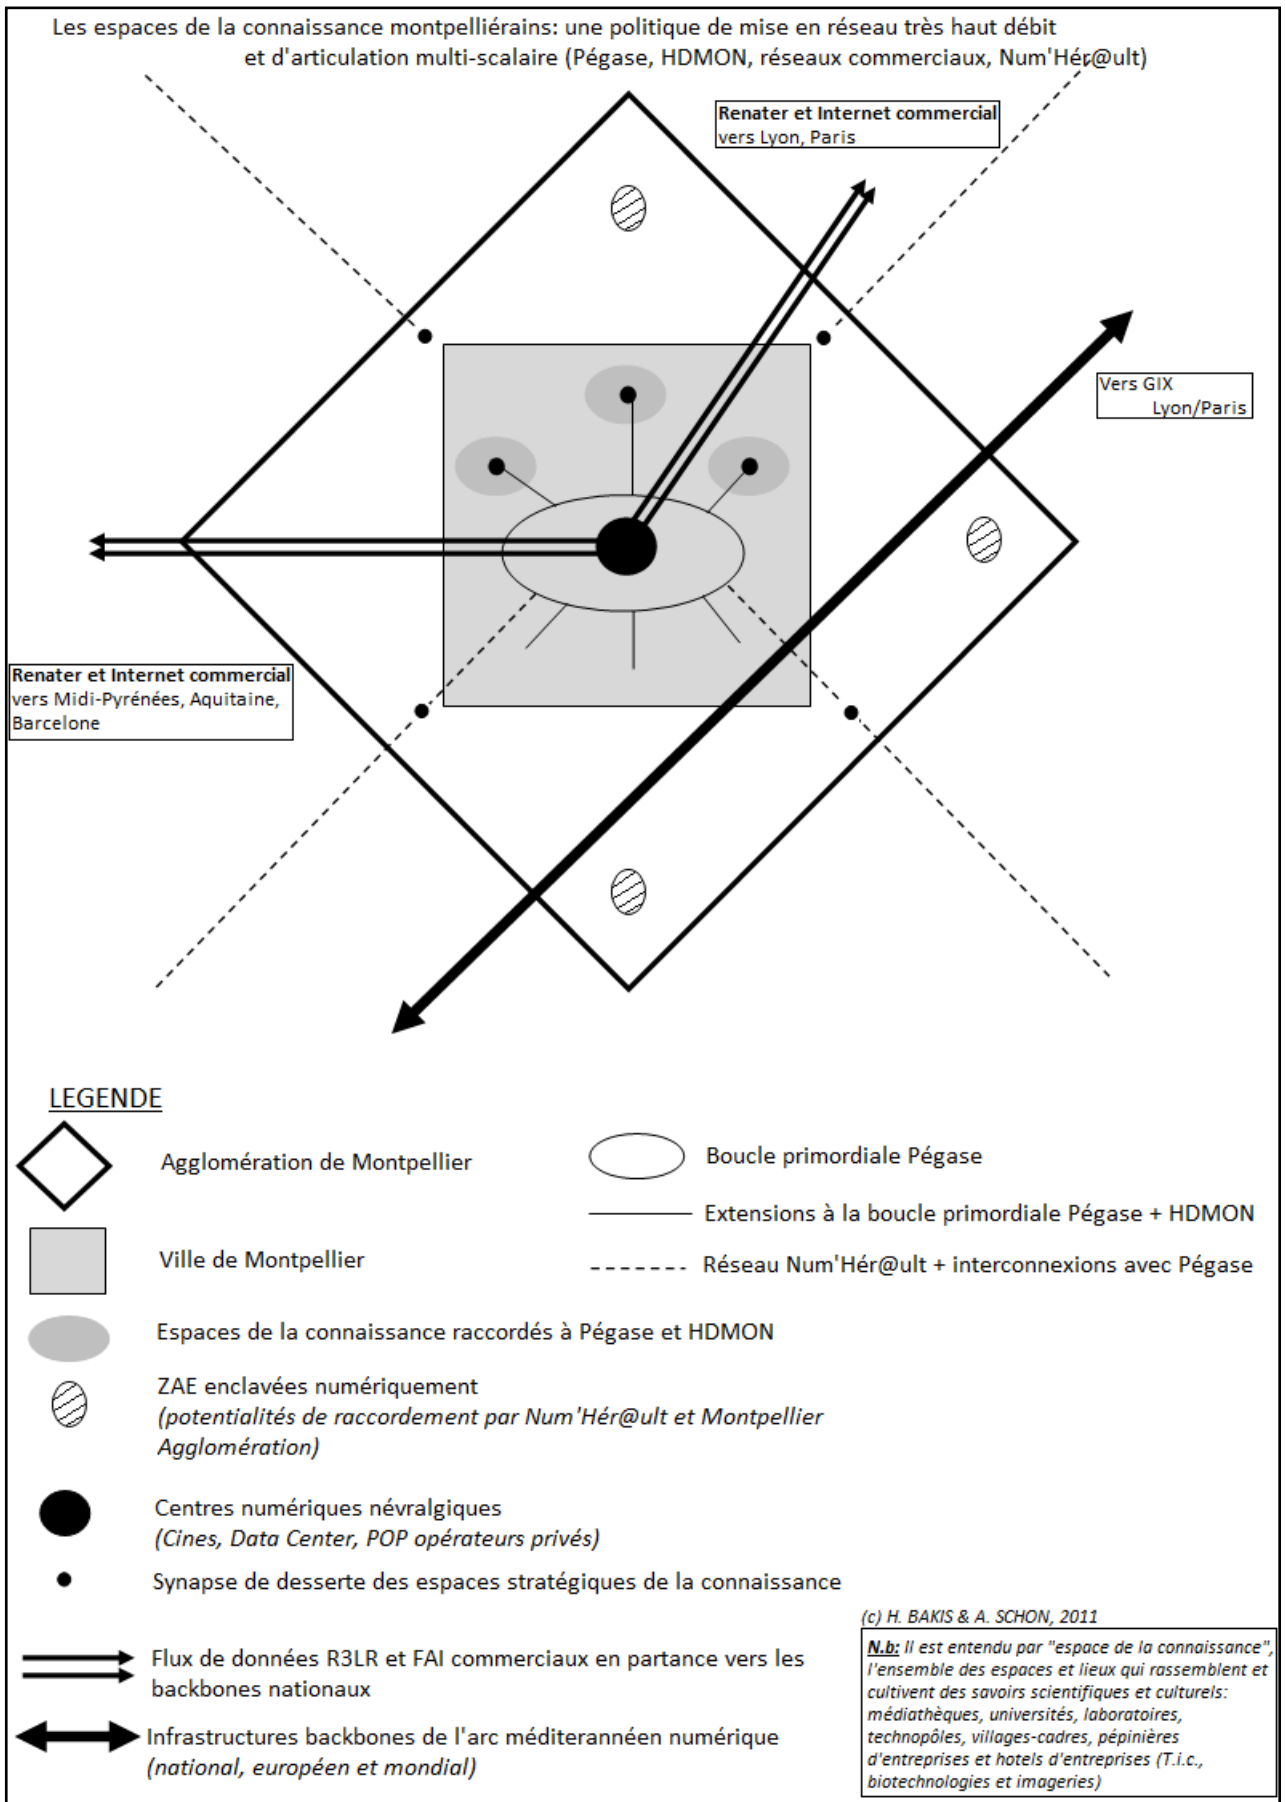 Les espaces de la connaissance montpelliérains: une politique de mise en réseau très haut débit
et d'articulation multi-scalaire (Pégase, HDMON, réseaux commerciaux, Num'Hér@ult)
Renater et Internet commercial
vers Lyon, Paris
Vers GIX
Lyon/Paris
Renater et Internet commercial
vers Midi-Pyrénées, Aquitaine,
Barcelone
LEGENDE
Agglomération de Montpellier
Ville de Montpellier
Espaces de la connaissance raccordés à Pégase et HDMON
ZAE enclavées numériquement
(potentialités de raccordement par Num'Hér@ult et Montpellier
Agglomération)
Centres numériques névralgiques
(Cines, Data Center, POP opérateurs privés)
Synapse de desserte des espaces stratégiques de la connaissance
Flux de données R3LR et FAI commerciaux en partance vers les
backbones nationaux
Infrastructures backbones de l'arc méditerannéen numérique
(national, européen et mondial)
Boucle primordiale Pégase
Extensions à la boucle primordiale Pégase + HDMON
Réseau Num'Hér@ult + interconnexions avec Pégase
(c) H. BAKIS & A. SCHON, 2011
N.b: Il est entendu par "espace de la connaissance",
l'ensemble des espaces et lieux qui rassemblent et
cultivent des savoirs scientifiques et culturels:
médiathèques, universités, laboratoires,
technopôles, villages-cadres, pépinières
d'entreprises et hotels d'entreprises (T.i.c.,
biotechnologies et imageries)